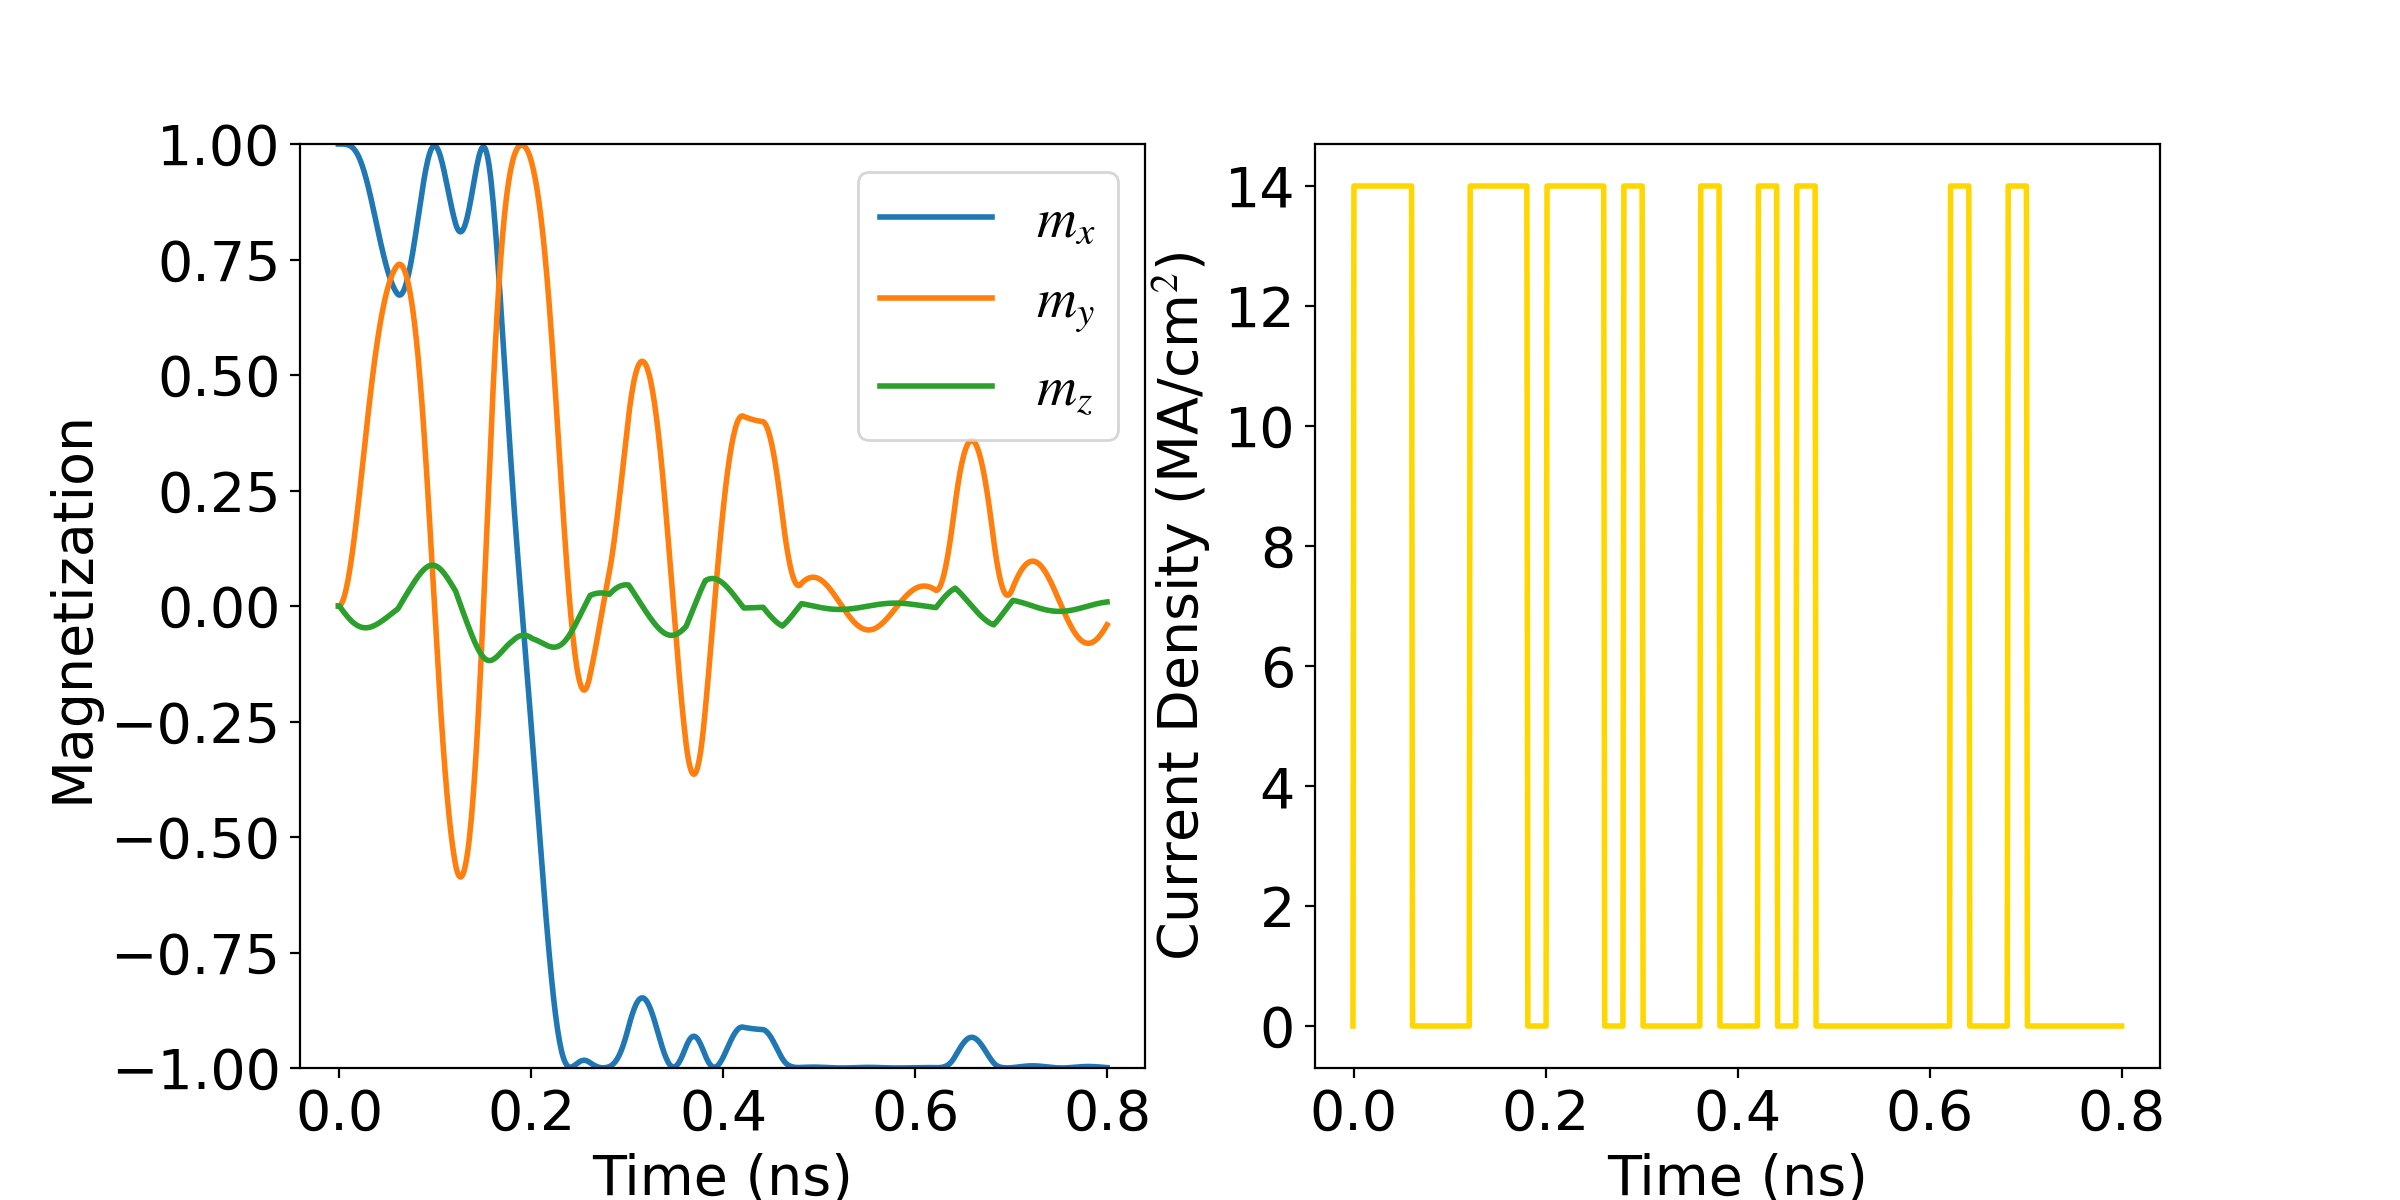 Magnetization
1.00
0.75
0.50
0.25
0.00
−0.25
−0.50
−0.75
−1.00
0.0 0.2 0.4 0.6 0.8
Time (ns)
mₓ
m_y
m_z
Current Density (MA/cm²)
14
12
10
8
6
4
2
0
0.0 0.2 0.4 0.6 0.8
Time (ns)